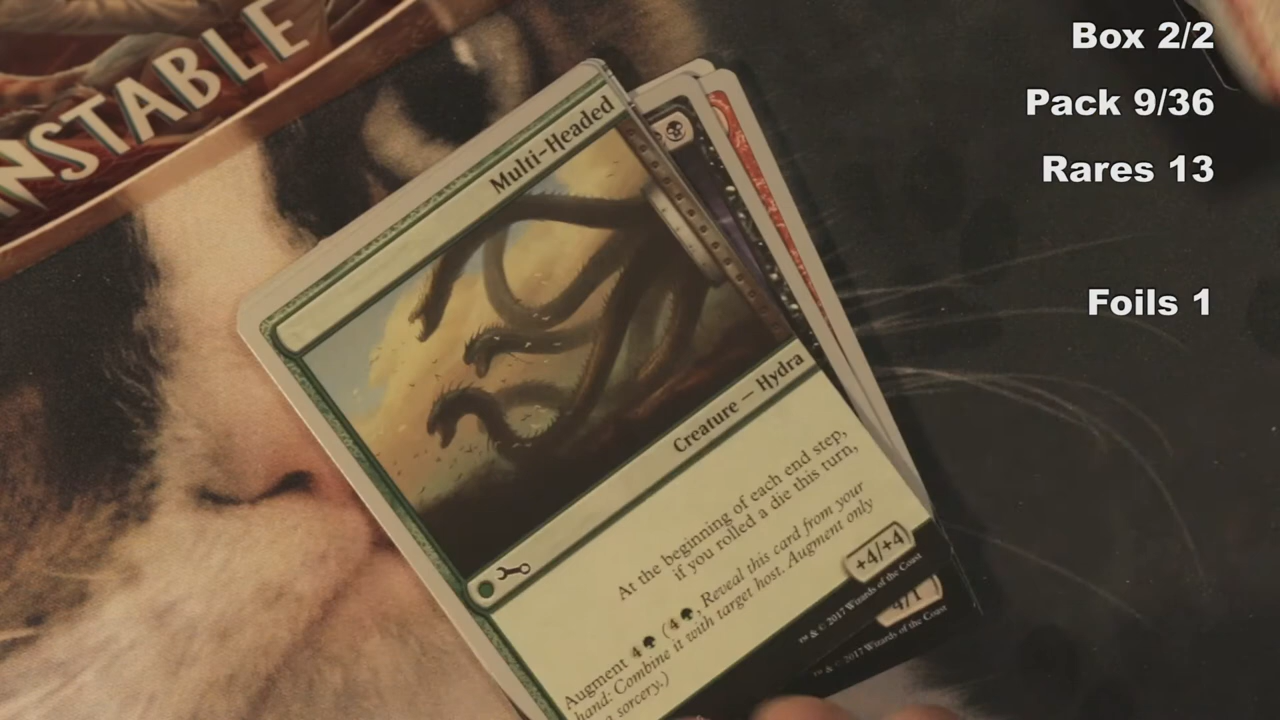 NSTABLE
Box 2/2
Pack 9/36
Rares 13
Foils 1
Multi-Headed
Creature — Hydra
At the beginning of each end step,
if you rolled a die this turn,
Augment 4 (4 , Reveal this card from your
hand: Combine it with target host. Augment only
a sorcery.)
+4/+4
™ & © 2017 Wizards of the Coast
4/1
™ & © 2017 Wizards of the Coast